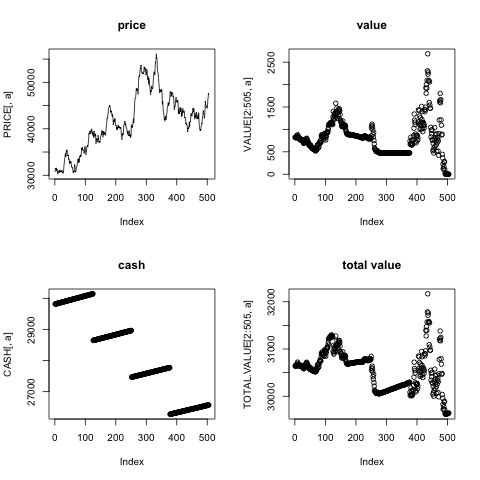 price
PRICE[, a]
50000
40000
30000
0 100 200 300 400 500
Index
value
VALUE[2:505, a]
2500
1500
500
0
0 100 200 300 400 500
Index
cash
CASH[, a]
29000
27000
0 100 200 300 400 500
Index
total value
TOTAL.VALUE[2:505, a]
32000
31000
30000
0 100 200 300 400 500
Index